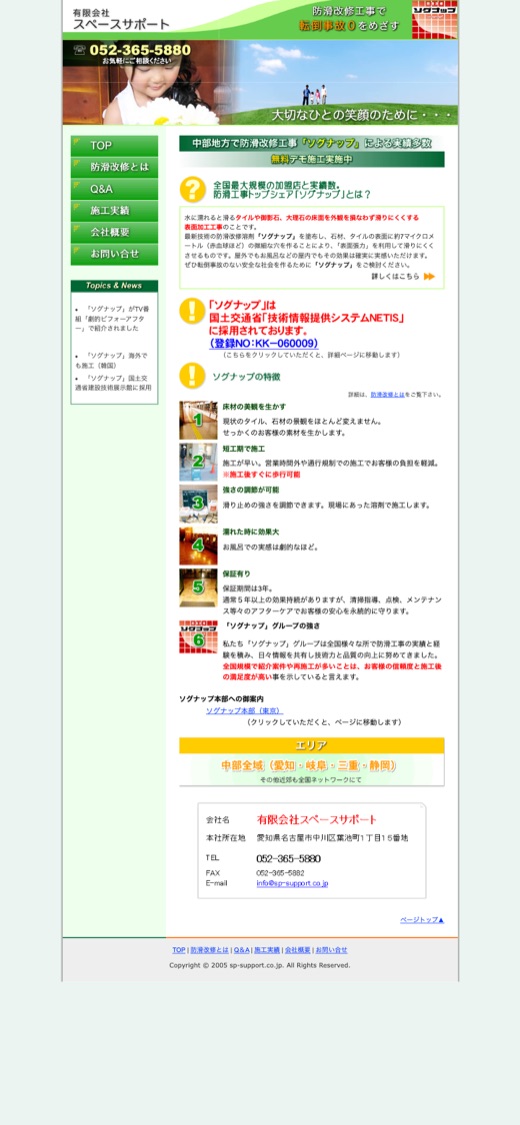 有限会社
スペースサポート
防滑改修工事で
転倒事故0をめざす
ソグナップ
052-365-5880
お気軽にご相談ください
大切なひとの笑顔のために・・・
TOP
防滑改修とは
Q&A
施工実績
会社概要
お問い合せ
Topics & News
「ソグナップ」がTV番
組「劇的ビフォーアフタ
ー」で紹介されました
「ソグナップ」海外で
も施工（韓国）
「ソグナップ」国土交
通省建設技術展示館に採用
中部地方で防滑改修工事「ソグナップ」による実績多数
無料デモ施工実施中
全国最大規模の加盟店と実績数。
防滑工事トップシェア「ソグナップ」とは？
水に濡れると滑るタイルや御影石、大理石の床面を外観を損なわず滑りにくくする
表面加工工事のことです。
最新技術の防滑改修溶剤「ソグナップ」を塗布し、石材、タイルの表面に約7マイクロメ
ートル（赤血球ほど）の微細な穴を作ることにより、「表面張力」を利用して滑りにくく
させるものです。屋外でもお風呂などの屋内でもその効果は確実に実感いただけます。
ぜひ転倒事故のない安全な社会を作るために「ソグナップ」をご検討ください。
詳しくはこちら
「ソグナップ」は
国土交通省「技術情報提供システムNETIS」
に採用されております。
（登録NO：KK－060009）
（こちらをクリックしていただくと、詳細ページに移動します）
ソグナップの特徴
詳細は、防滑改修とはをご覧下さい。
1
床材の美観を生かす
現状のタイル、石材の景観をほとんど変えません。
せっかくのお客様の素材を生かします。
2
短工期で施工
施工が早い。営業時間外や通行規制での施工でお客様の負担を軽減。
※施工後すぐに歩行可能
3
強さの調節が可能
滑り止めの強さを調節できます。現場にあった溶剤で施工します。
4
濡れた時に効果大
お風呂での実感は劇的なほど。
5
保証有り
保証期間は3年。
通常５年以上の効果持続がありますが、清掃指導、点検、メンテナン
ス等々のアフターケアでお客様の安心を永続的に守ります。
6
「ソグナップ」グループの強さ
私たち「ソグナップ」グループは全国様々な所で防滑工事の実績と経
験を積み、日々情報を共有し技術力と品質の向上に努めてきました。
全国規模で紹介案件や再施工が多いことは、お客様の信頼度と施工後
の満足度が高い事を示していると言えます。
ソグナップ本部への御案内
ソグナップ本部（東京）
（クリックしていただくと、ページに移動します）
エリア
中部全域（愛知・岐阜・三重・静岡）
その他近郊も全国ネットワークにて
会社名 有限会社スペースサポート
本社所在地 愛知県名古屋市中川区葉池町1丁目15番地
TEL 052-365-5880
FAX 052-365-5882
E-mail info@sp-support.co.jp
ページトップ▲
TOP | 防滑改修とは | Q&A | 施工実績 | 会社概要 | お問い合せ
Copyright © 2005 sp-support.co.jp. All Rights Reserved.